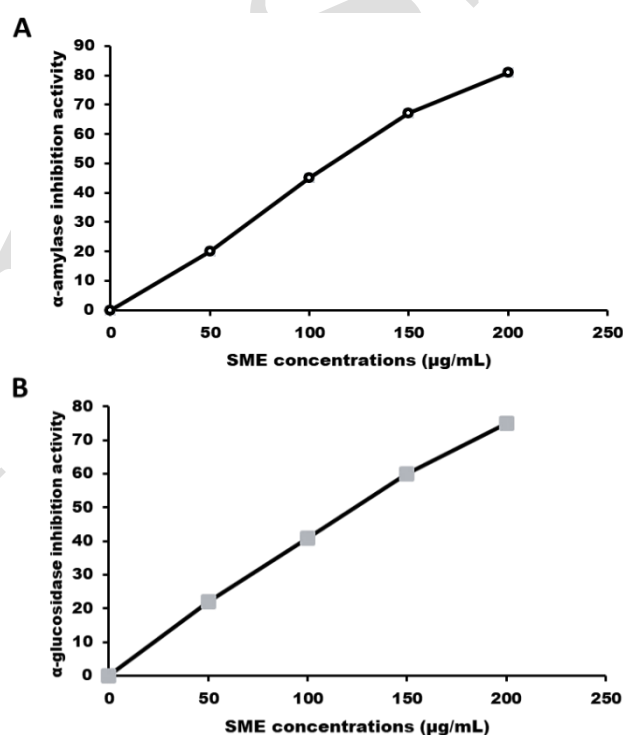 A
90
80
70
60
50
40
30
20
10
0
α-amylase inhibition activity
0 50 100 150 200 250
SME concentrations (µg/mL)
B
80
70
60
50
40
30
20
10
0
α-glucosidase inhibition activity
0 50 100 150 200 250
SME concentrations (µg/mL)